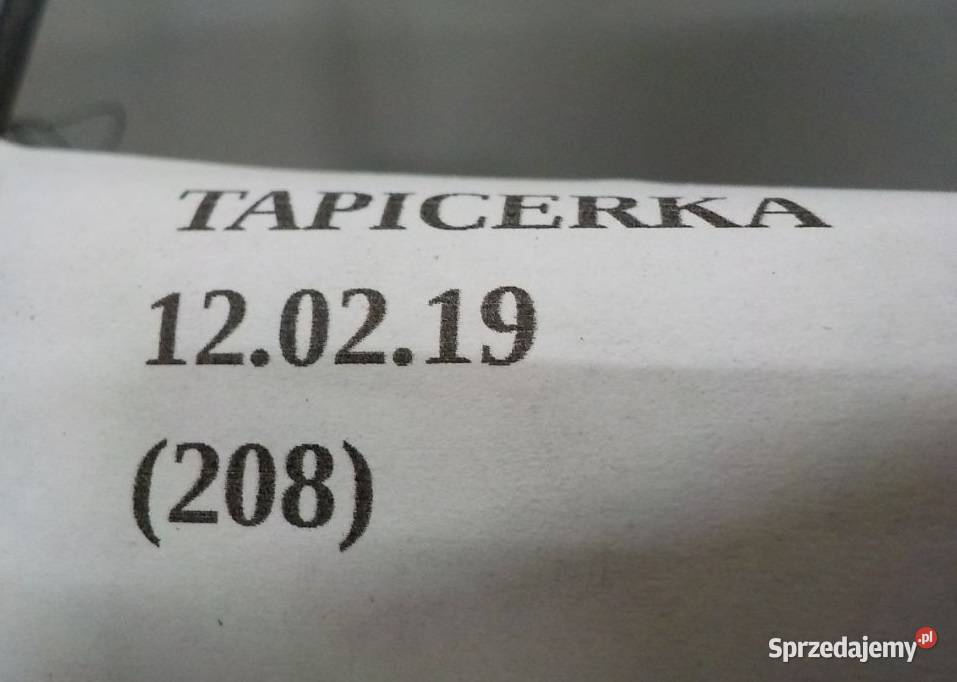 TAPICERKA
12.02.19
(208)
Sprzedajemy.pl